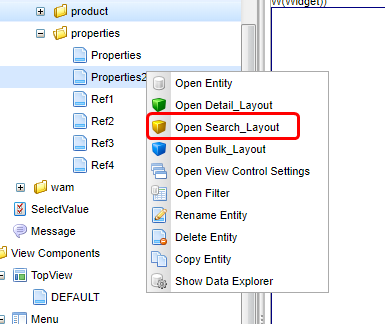 product
W(Widget))
properties
Properties
Properties2
Ref1
Ref2
Ref3
Ref4
wam
SelectValue
Message
View Components
TopView
DEFAULT
Menu
Open Entity
Open Detail_Layout
Open Search_Layout
Open Bulk_Layout
Open View Control Settings
Open Filter
Rename Entity
Delete Entity
Copy Entity
Show Data Explorer